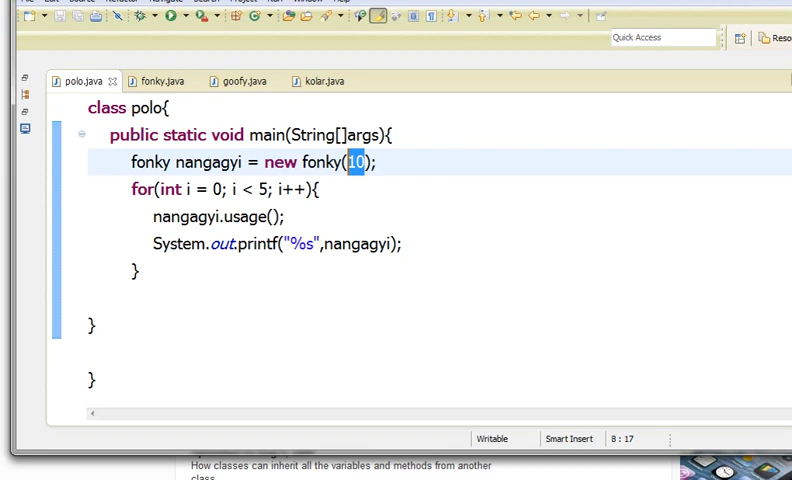 Quick Access
Reso
polo.java
fonky.java
goofy.java
kolar.java
class polo{
public static void main(String[]args){
fonky nangagyi = new fonky(10);
for(int i = 0; i < 5; i++){
nangagyi.usage();
System.out.printf("%s",nangagyi);
}
}
}
Writable
Smart Insert
8 : 17
How classes can inherit all the variables and methods from another
class